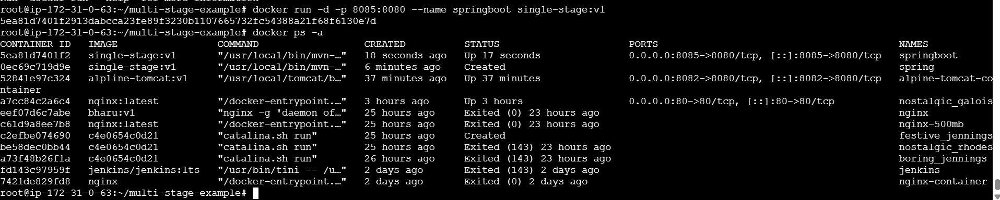 root@ip-172-31-0-63:~/multi-stage-example# docker run -d -p 8085:8080 --name springboot single-stage:v1
5ea81d7401f2913dabcca23fe89f3230b1107665732fc54388a21f68f6130e7d
root@ip-172-31-0-63:~/multi-stage-example# docker ps -a
CONTAINER ID   IMAGE                 COMMAND                  CREATED          STATUS                      PORTS                                         NAMES
5ea81d7401f2   single-stage:v1       "/usr/local/bin/mvn-…"   18 seconds ago   Up 17 seconds               0.0.0.0:8085->8080/tcp, [::]:8085->8080/tcp   springboot
0ec69c719d9e   single-stage:v1       "/usr/local/bin/mvn-…"   6 minutes ago    Created                                                                   spring
52841e97c324   alpline-tomcat:v1     "/usr/local/tomcat/b…"   37 minutes ago   Up 37 minutes               0.0.0.0:8082->8080/tcp, [::]:8082->8080/tcp   alpine-tomcat-co
ntainer
a7cc84c2a6c4   nginx:latest          "/docker-entrypoint.…"   3 hours ago      Up 3 hours                  0.0.0.0:80->80/tcp, [::]:80->80/tcp           nostalgic_galois
eef07d6c7abe   bharu:v1              "nginx -g 'daemon of…"   25 hours ago     Exited (0) 23 hours ago                                                   nginx
c61d9a8ee7b8   nginx:latest          "/docker-entrypoint.…"   25 hours ago     Exited (0) 23 hours ago                                                   nginx-500mb
c2efbe074690   c4e0654c0d21          "catalina.sh run"        25 hours ago     Created                                                                   festive_jennings
be58dec0bb44   c4e0654c0d21          "catalina.sh run"        25 hours ago     Exited (143) 23 hours ago                                                 nostalgic_rhodes
a73f48b26f1a   c4e0654c0d21          "catalina.sh run"        26 hours ago     Exited (143) 23 hours ago                                                 boring_jennings
fd143c97959f   jenkins/jenkins:lts   "/usr/bin/tini -- /u…"   2 days ago       Exited (143) 2 days ago                                                   jenkins
7421de829fd8   nginx                 "/docker-entrypoint.…"   2 days ago       Exited (0) 2 days ago                                                     nginx-container
root@ip-172-31-0-63:~/multi-stage-example#